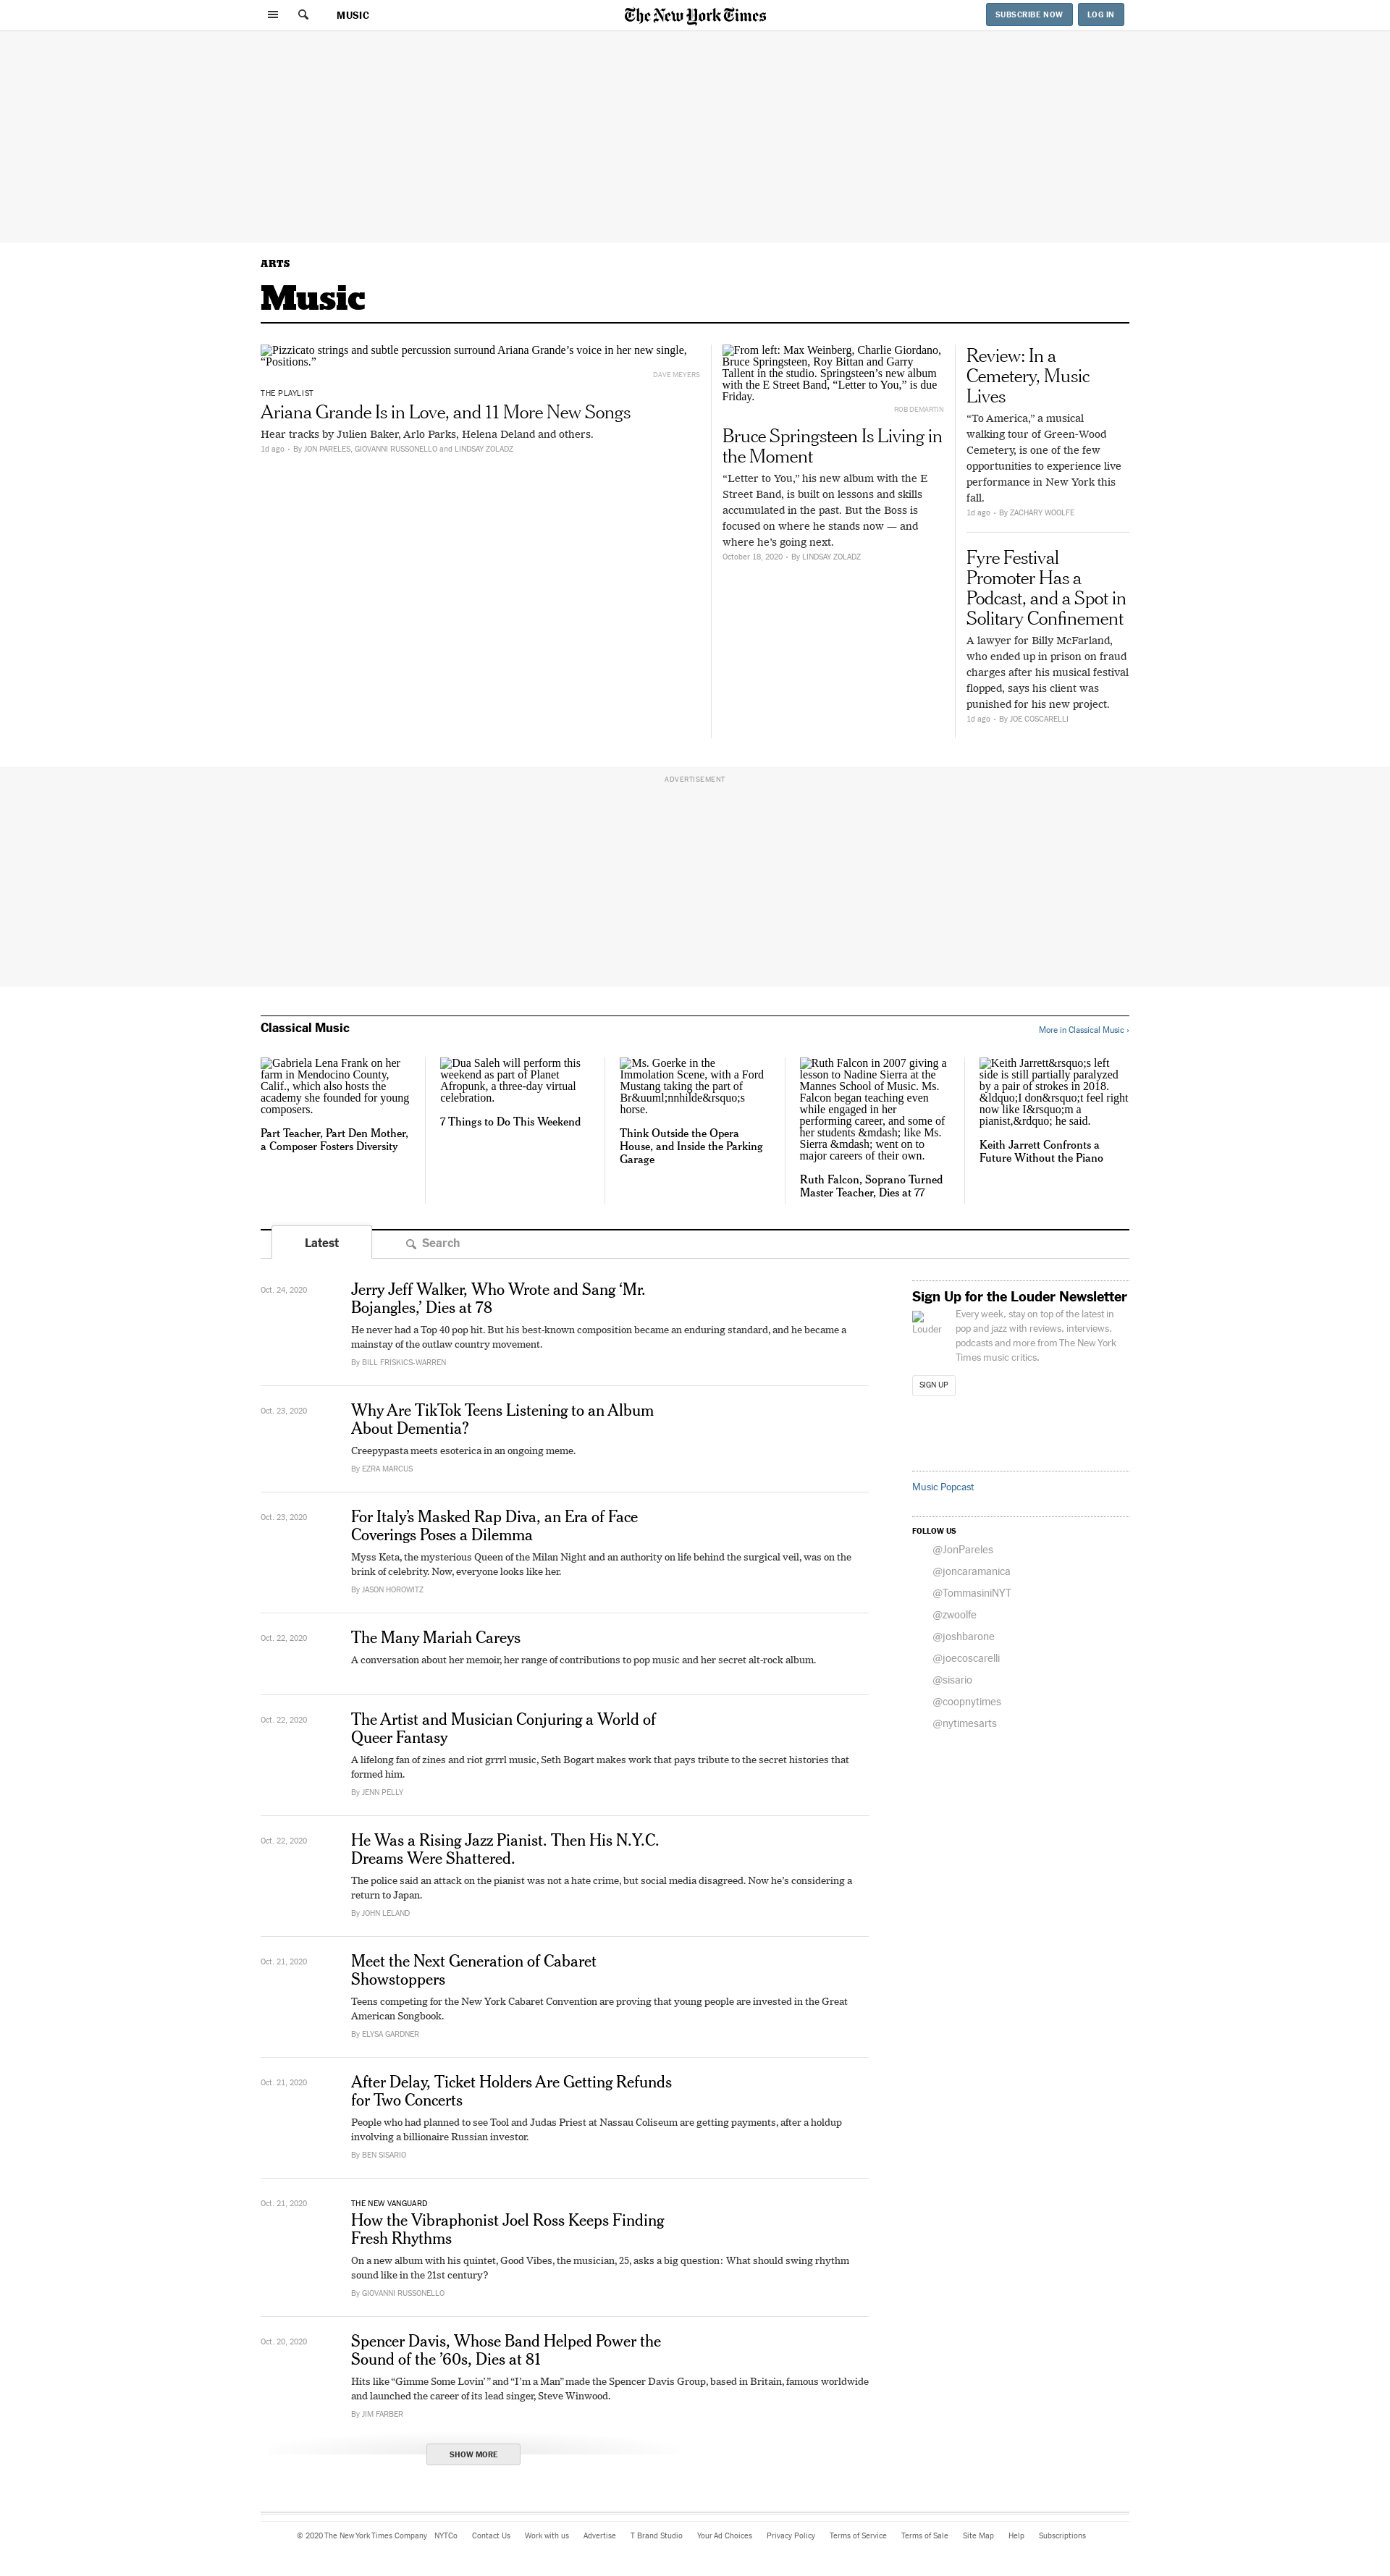 MUSIC
The New York Times
SUBSCRIBE NOW
LOG IN
ARTS
Music
Pizzicato strings and subtle percussion surround Ariana Grande’s voice in her new single,
“Positions.”
DAVE MEYERS
THE PLAYLIST
Ariana Grande Is in Love, and 11 More New Songs
Hear tracks by Julien Baker, Arlo Parks, Helena Deland and others.
1d ago • By JON PARELES, GIOVANNI RUSSONELLO and LINDSAY ZOLADZ
From left: Max Weinberg, Charlie Giordano,
Bruce Springsteen, Roy Bittan and Garry
Tallent in the studio. Springsteen’s new album
with the E Street Band, “Letter to You,” is due
Friday.
ROB DEMARTIN
Bruce Springsteen Is Living in
the Moment
“Letter to You,” his new album with the E
Street Band, is built on lessons and skills
accumulated in the past. But the Boss is
focused on where he stands now — and
where he’s going next.
October 18, 2020 • By LINDSAY ZOLADZ
Review: In a
Cemetery, Music
Lives
“To America,” a musical
walking tour of Green-Wood
Cemetery, is one of the few
opportunities to experience live
performance in New York this
fall.
1d ago • By ZACHARY WOOLFE
Fyre Festival
Promoter Has a
Podcast, and a Spot in
Solitary Confinement
A lawyer for Billy McFarland,
who ended up in prison on fraud
charges after his musical festival
flopped, says his client was
punished for his new project.
1d ago • By JOE COSCARELLI
ADVERTISEMENT
Classical Music
More in Classical Music ›
Gabriela Lena Frank on her
farm in Mendocino County,
Calif., which also hosts the
academy she founded for young
composers.
Part Teacher, Part Den Mother,
a Composer Fosters Diversity
Dua Saleh will perform this
weekend as part of Planet
Afropunk, a three-day virtual
celebration.
7 Things to Do This Weekend
Ms. Goerke in the
Immolation Scene, with a Ford
Mustang taking the part of
Br&uuml;nnhilde&rsquo;s
horse.
Think Outside the Opera
House, and Inside the Parking
Garage
Ruth Falcon in 2007 giving a
lesson to Nadine Sierra at the
Mannes School of Music. Ms.
Falcon began teaching even
while engaged in her
performing career, and some of
her students &mdash; like Ms.
Sierra &mdash; went on to
major careers of their own.
Ruth Falcon, Soprano Turned
Master Teacher, Dies at 77
Keith Jarrett&rsquo;s left
side is still partially paralyzed
by a pair of strokes in 2018.
&ldquo;I don&rsquo;t feel right
now like I&rsquo;m a
pianist,&rdquo; he said.
Keith Jarrett Confronts a
Future Without the Piano
Latest
Search
Oct. 24, 2020
Jerry Jeff Walker, Who Wrote and Sang ‘Mr.
Bojangles,’ Dies at 78
He never had a Top 40 pop hit. But his best-known composition became an enduring standard, and he became a
mainstay of the outlaw country movement.
By BILL FRISKICS-WARREN
Oct. 23, 2020
Why Are TikTok Teens Listening to an Album
About Dementia?
Creepypasta meets esoterica in an ongoing meme.
By EZRA MARCUS
Oct. 23, 2020
For Italy’s Masked Rap Diva, an Era of Face
Coverings Poses a Dilemma
Myss Keta, the mysterious Queen of the Milan Night and an authority on life behind the surgical veil, was on the
brink of celebrity. Now, everyone looks like her.
By JASON HOROWITZ
Oct. 22, 2020
The Many Mariah Careys
A conversation about her memoir, her range of contributions to pop music and her secret alt-rock album.
Oct. 22, 2020
The Artist and Musician Conjuring a World of
Queer Fantasy
A lifelong fan of zines and riot grrrl music, Seth Bogart makes work that pays tribute to the secret histories that
formed him.
By JENN PELLY
Oct. 22, 2020
He Was a Rising Jazz Pianist. Then His N.Y.C.
Dreams Were Shattered.
The police said an attack on the pianist was not a hate crime, but social media disagreed. Now he’s considering a
return to Japan.
By JOHN LELAND
Oct. 21, 2020
Meet the Next Generation of Cabaret
Showstoppers
Teens competing for the New York Cabaret Convention are proving that young people are invested in the Great
American Songbook.
By ELYSA GARDNER
Oct. 21, 2020
After Delay, Ticket Holders Are Getting Refunds
for Two Concerts
People who had planned to see Tool and Judas Priest at Nassau Coliseum are getting payments, after a holdup
involving a billionaire Russian investor.
By BEN SISARIO
Oct. 21, 2020
THE NEW VANGUARD
How the Vibraphonist Joel Ross Keeps Finding
Fresh Rhythms
On a new album with his quintet, Good Vibes, the musician, 25, asks a big question: What should swing rhythm
sound like in the 21st century?
By GIOVANNI RUSSONELLO
Oct. 20, 2020
Spencer Davis, Whose Band Helped Power the
Sound of the ’60s, Dies at 81
Hits like “Gimme Some Lovin’ ” and “I’m a Man” made the Spencer Davis Group, based in Britain, famous worldwide
and launched the career of its lead singer, Steve Winwood.
By JIM FARBER
SHOW MORE
Sign Up for the Louder Newsletter
Louder
Every week, stay on top of the latest in
pop and jazz with reviews, interviews,
podcasts and more from The New York
Times music critics.
SIGN UP
Music Popcast
FOLLOW US
@JonPareles
@joncaramanica
@TommasiniNYT
@zwoolfe
@joshbarone
@joecoscarelli
@sisario
@coopnytimes
@nytimesarts
© 2020 The New York Times Company NYTCo Contact Us Work with us Advertise T Brand Studio Your Ad Choices Privacy Policy Terms of Service Terms of Sale Site Map Help Subscriptions